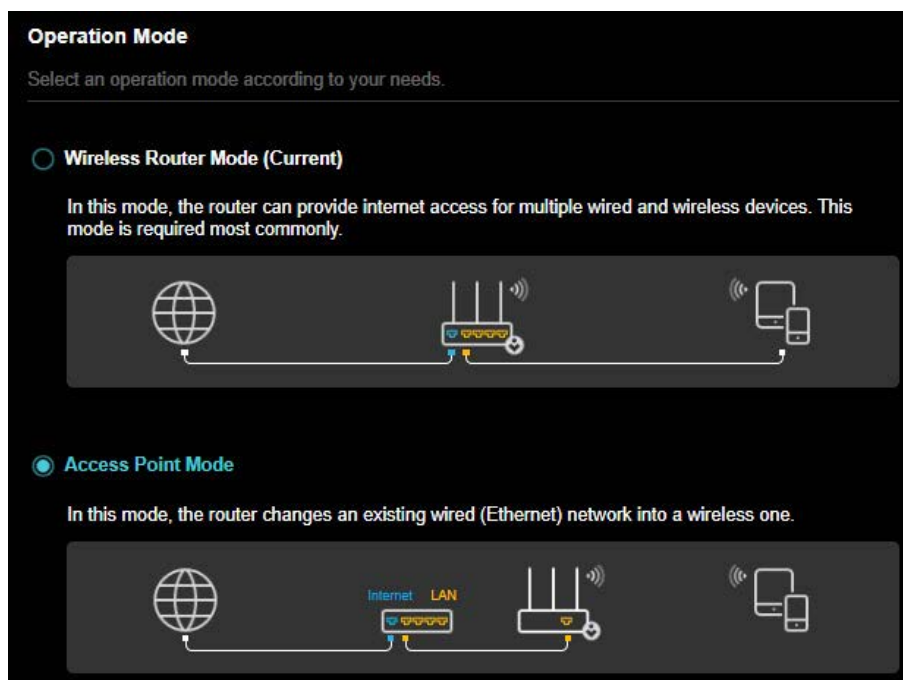 Operation Mode
Select an operation mode according to your needs.
Wireless Router Mode (Current)
In this mode, the router can provide internet access for multiple wired and wireless devices. This
mode is required most commonly.
Access Point Mode
In this mode, the router changes an existing wired (Ethernet) network into a wireless one.
Internet LAN